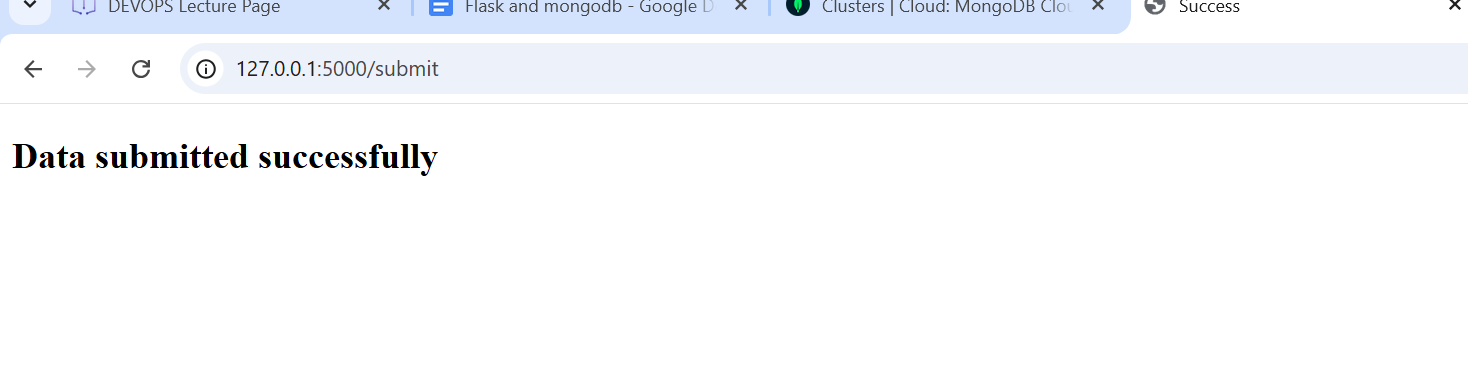 DEVOPS Lecture Page
Flask and mongodb - Google D
Clusters | Cloud: MongoDB Clou
Success
127.0.0.1:5000/submit
Data submitted successfully